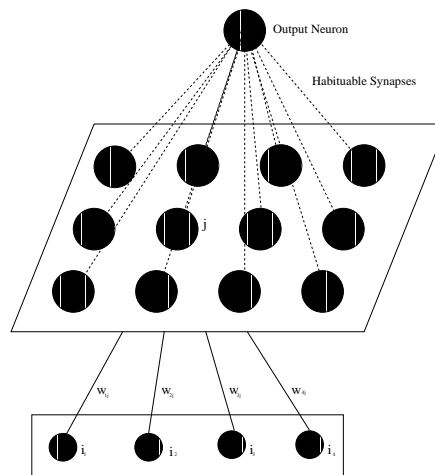 Output Neuron
Habituable Synapses
j
w1j w2j w3j w4j
i1 i2 i3 i4